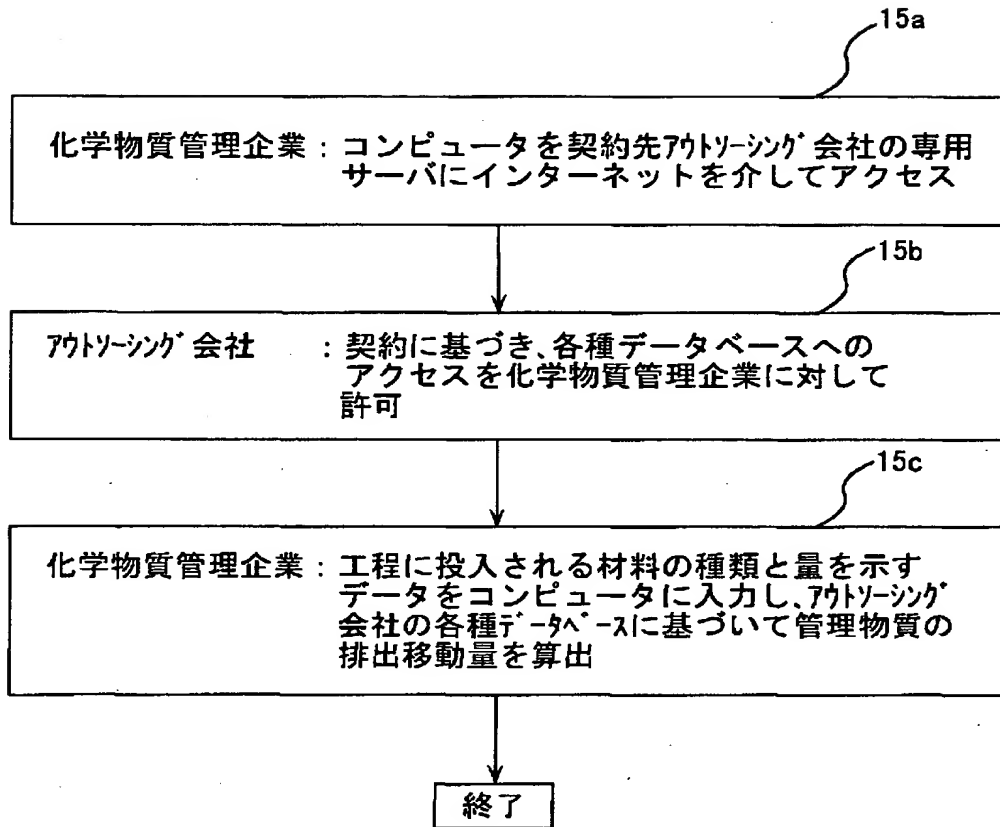 15a
化学物質管理企業：コンピュータを契約先ｱｳﾄｿｰｼﾝｸﾞ会社の専用
サーバにインターネットを介してアクセス
15b
ｱｳﾄｿｰｼﾝｸﾞ会社　：契約に基づき、各種データベースへの
アクセスを化学物質管理企業に対して
許可
15c
化学物質管理企業：工程に投入される材料の種類と量を示す
データをコンピュータに入力し、ｱｳﾄｿｰｼﾝｸﾞ
会社の各種ﾃﾞｰﾀﾍﾞｰｽに基づいて管理物質の
排出移動量を算出
終了